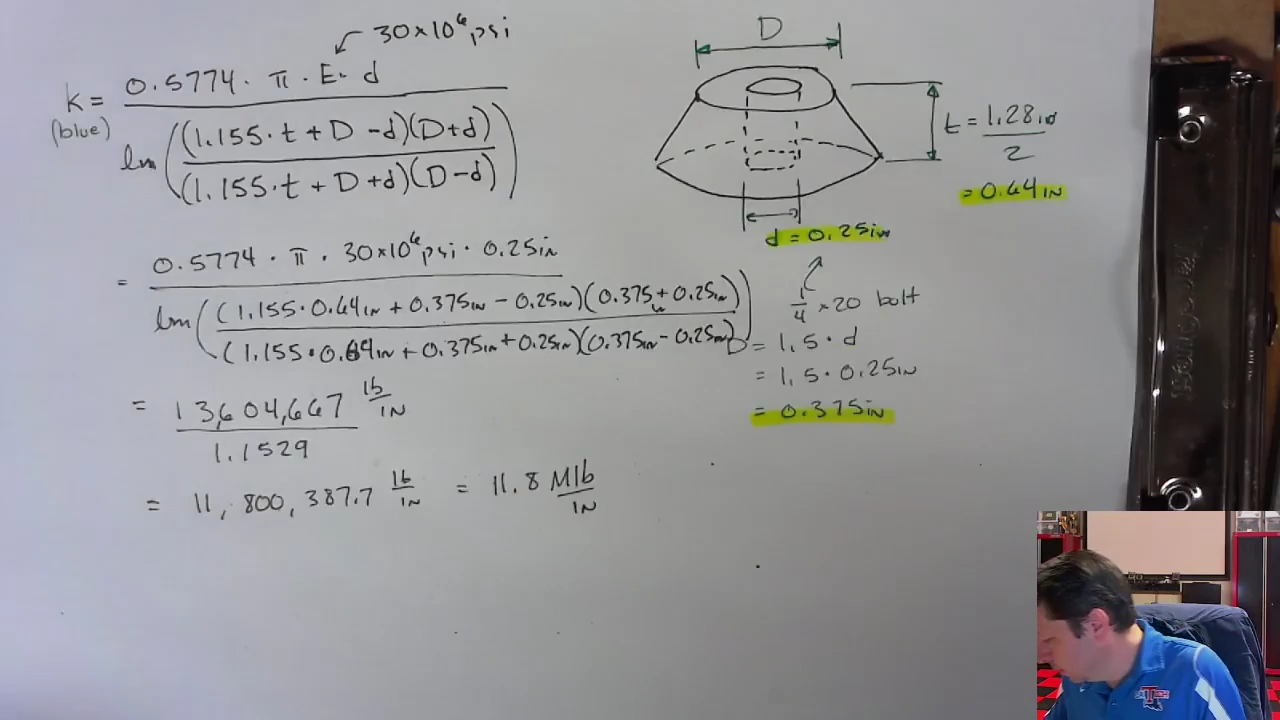 30×10⁶ psi
k = 0.5774 · π · E · d
(blue)
ln ( (1.155 · t + D - d)(D+d) / (1.155 · t + D + d)(D - d) )
D
t = 1.28in / 2
= 0.64 IN
d = 0.25in
1/4 × 20 bolt
D = 1.5 · d
= 1.5 · 0.25IN
= 0.375in
= 0.5774 · π · 30×10⁶ psi · 0.25in
ln ( (1.155 · 0.64in + 0.375in - 0.25in)(0.375in + 0.25in) / (1.155 · 0.64in + 0.375in + 0.25in)(0.375in - 0.25in) )
= 13,604,667 lb/IN
1.1529
= 11,800,387.7 lb/IN = 11.8 Mlb/IN